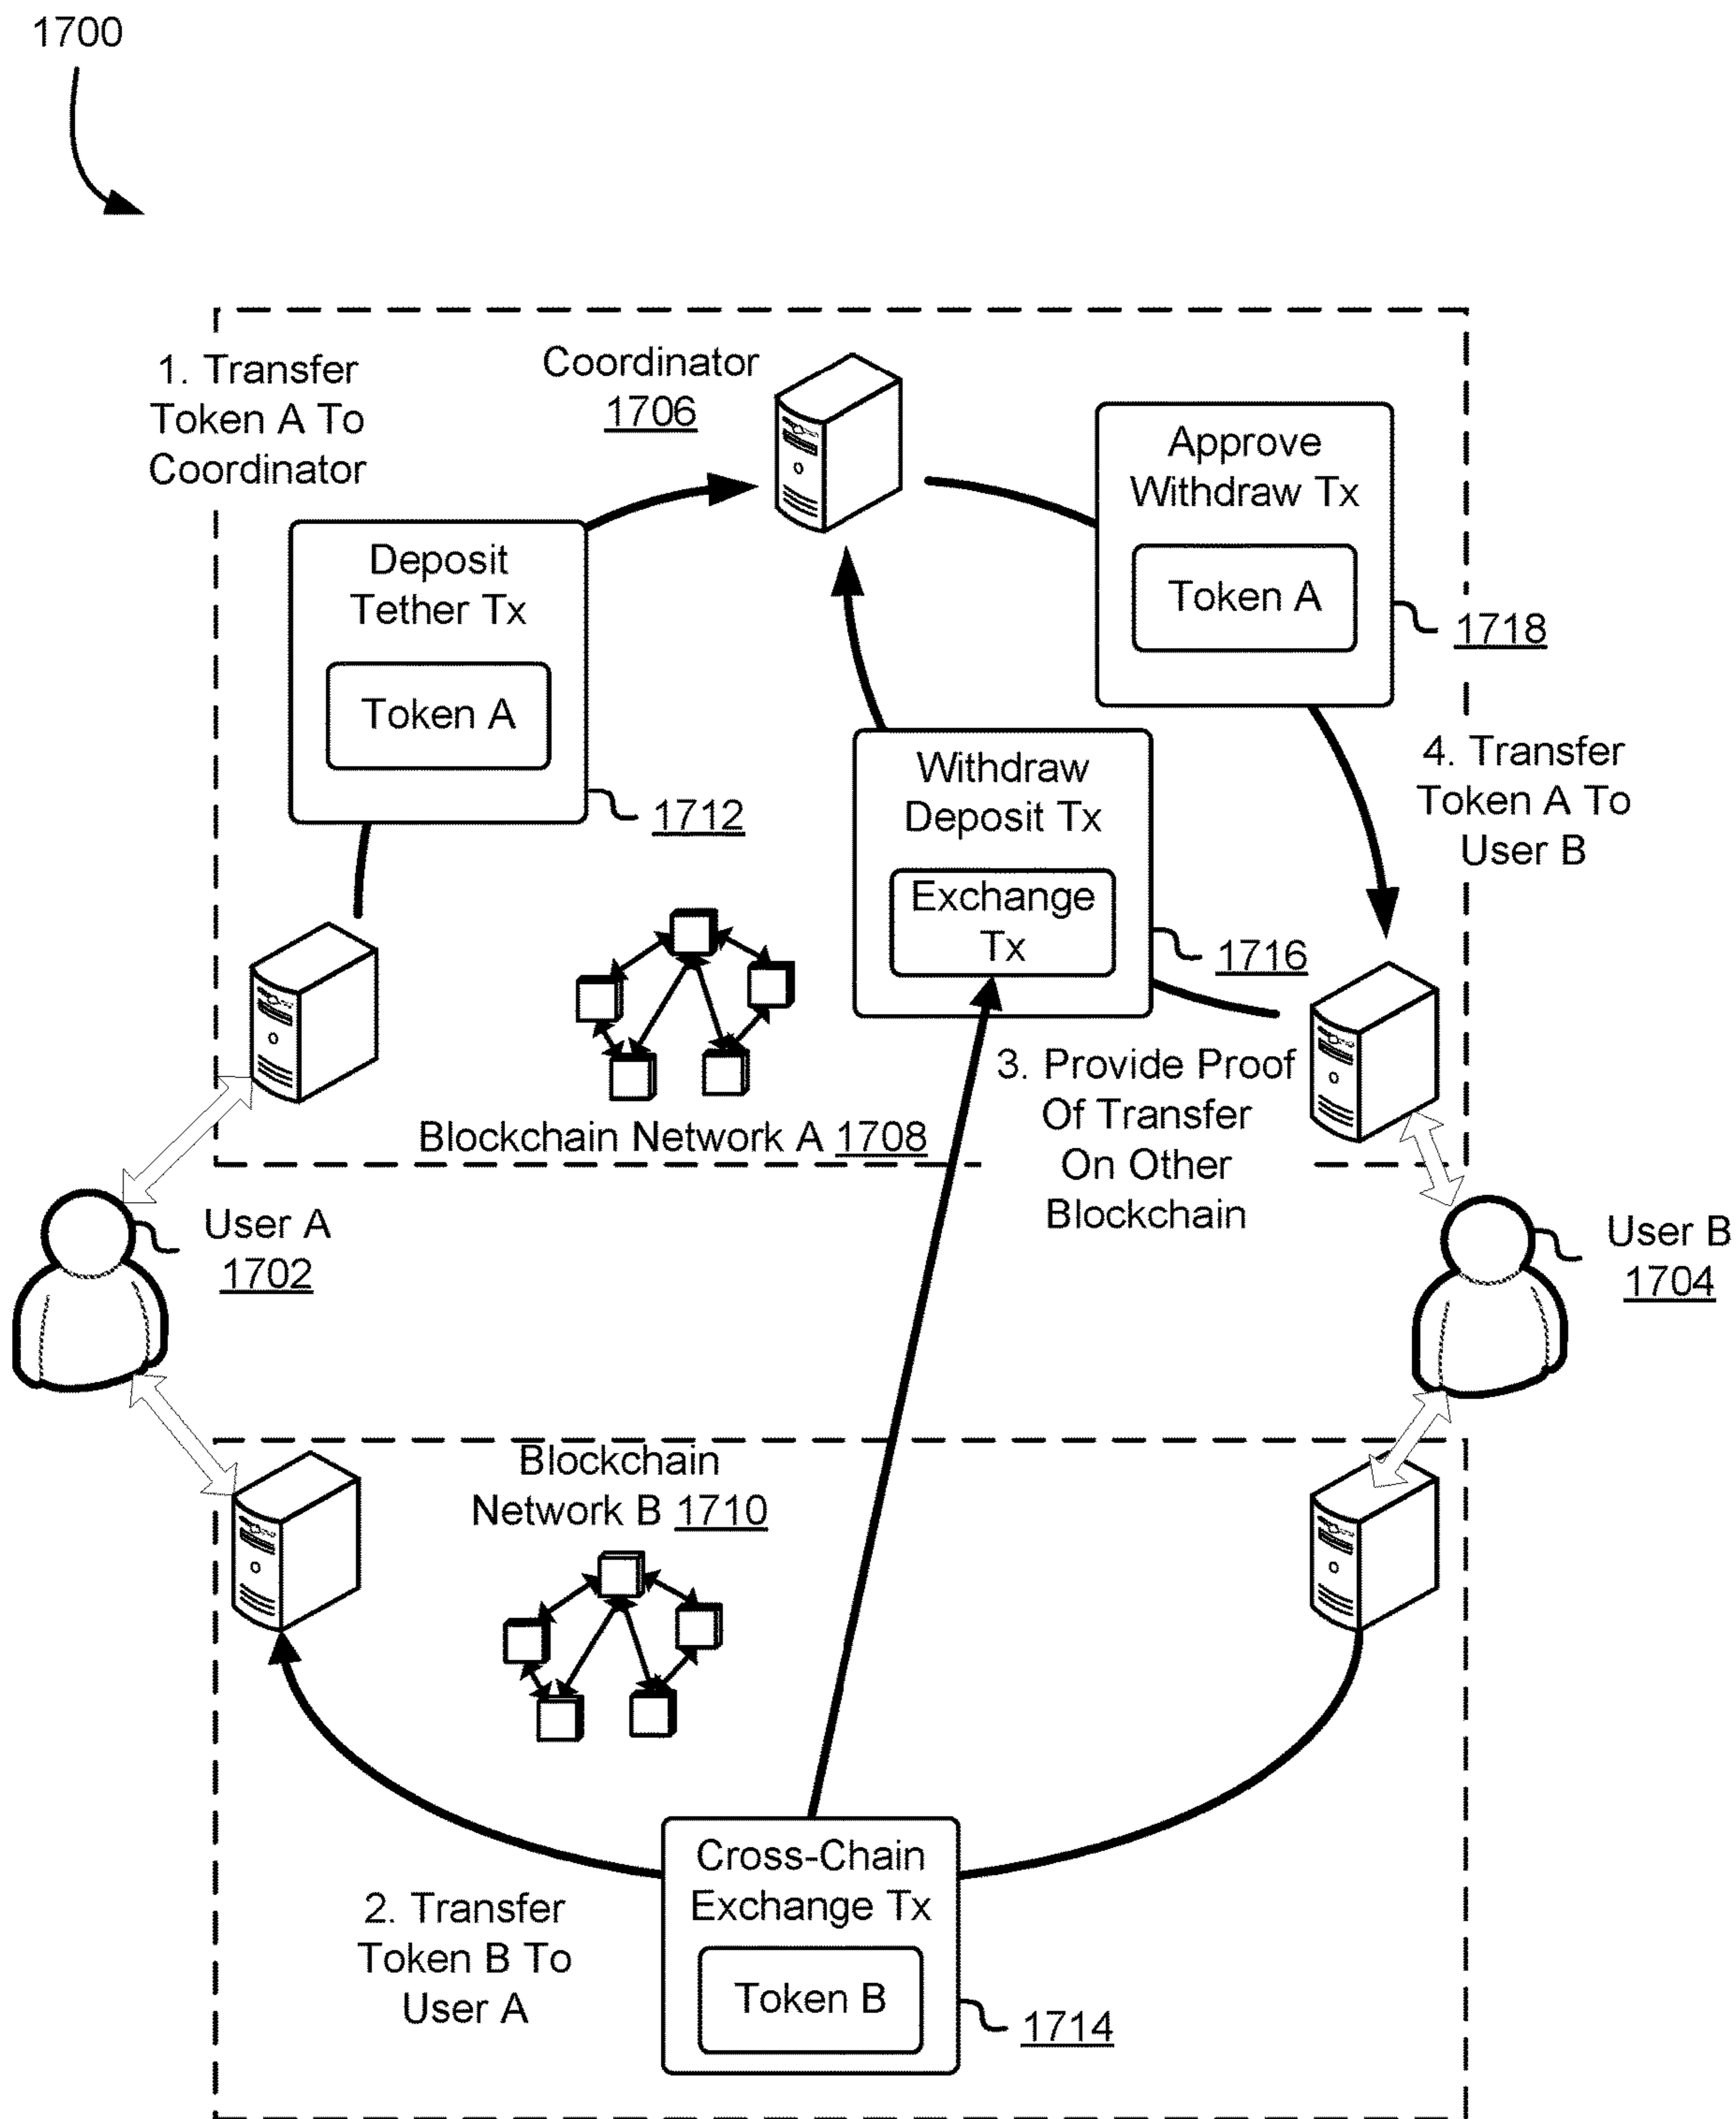 1700
1. Transfer
Token A To
Coordinator
Coordinator
1706
Approve
Withdraw Tx
Token A
1718
Deposit
Tether Tx
Token A
1712
Withdraw
Deposit Tx
Exchange
Tx
1716
4. Transfer
Token A To
User B
3. Provide Proof
Of Transfer
On Other
Blockchain
Blockchain Network A 1708
User A
1702
User B
1704
Blockchain
Network B 1710
2. Transfer
Token B To
User A
Cross-Chain
Exchange Tx
Token B
1714